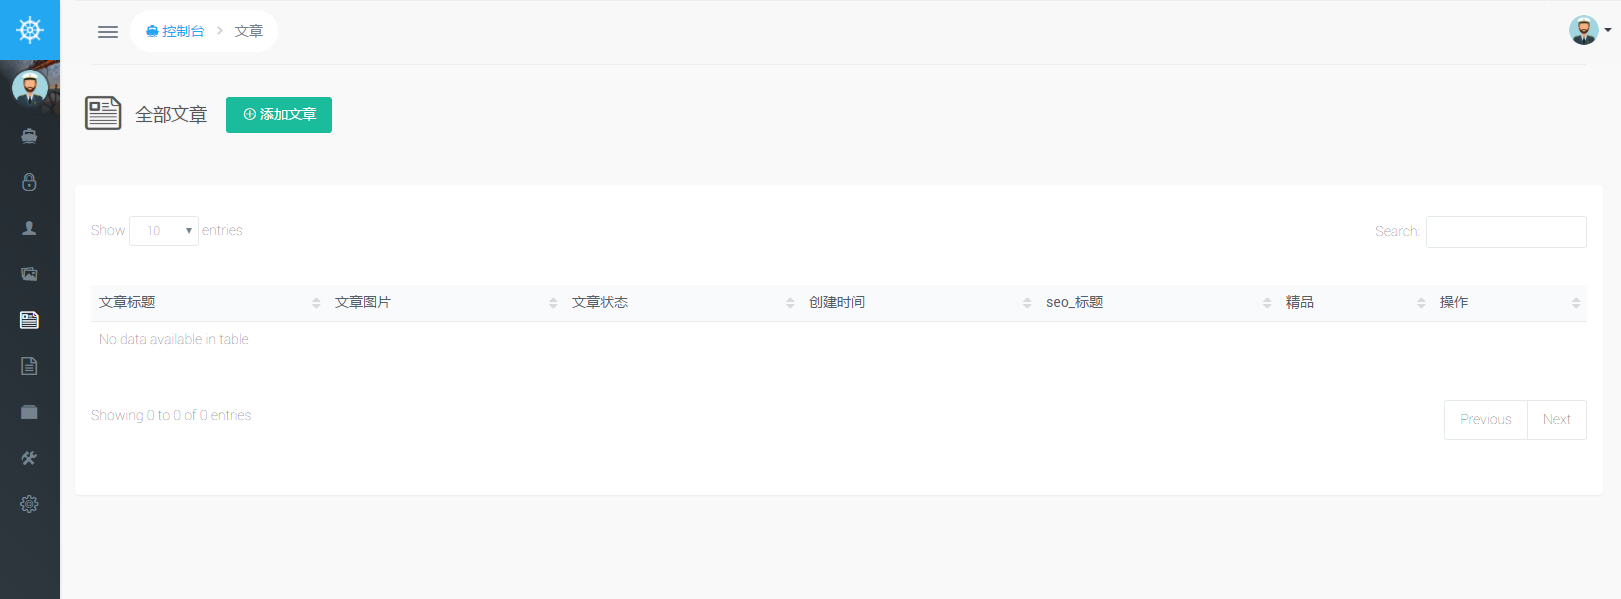 控制台 文章
全部文章 添加文章
Show 10 entries Search:
文章标题 文章图片 文章状态 创建时间 seo_标题 精品 操作
No data available in table
Showing 0 to 0 of 0 entries Previous Next